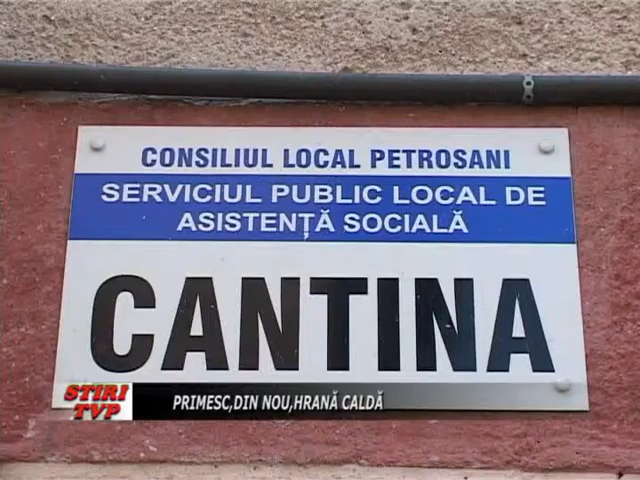 CONSILIUL LOCAL PETROSANI
SERVICIUL PUBLIC LOCAL DE
ASISTENȚĂ SOCIALĂ
CANTINA
STIRI
TVP
PRIMESC,DIN NOU,HRANĂ CALDĂ